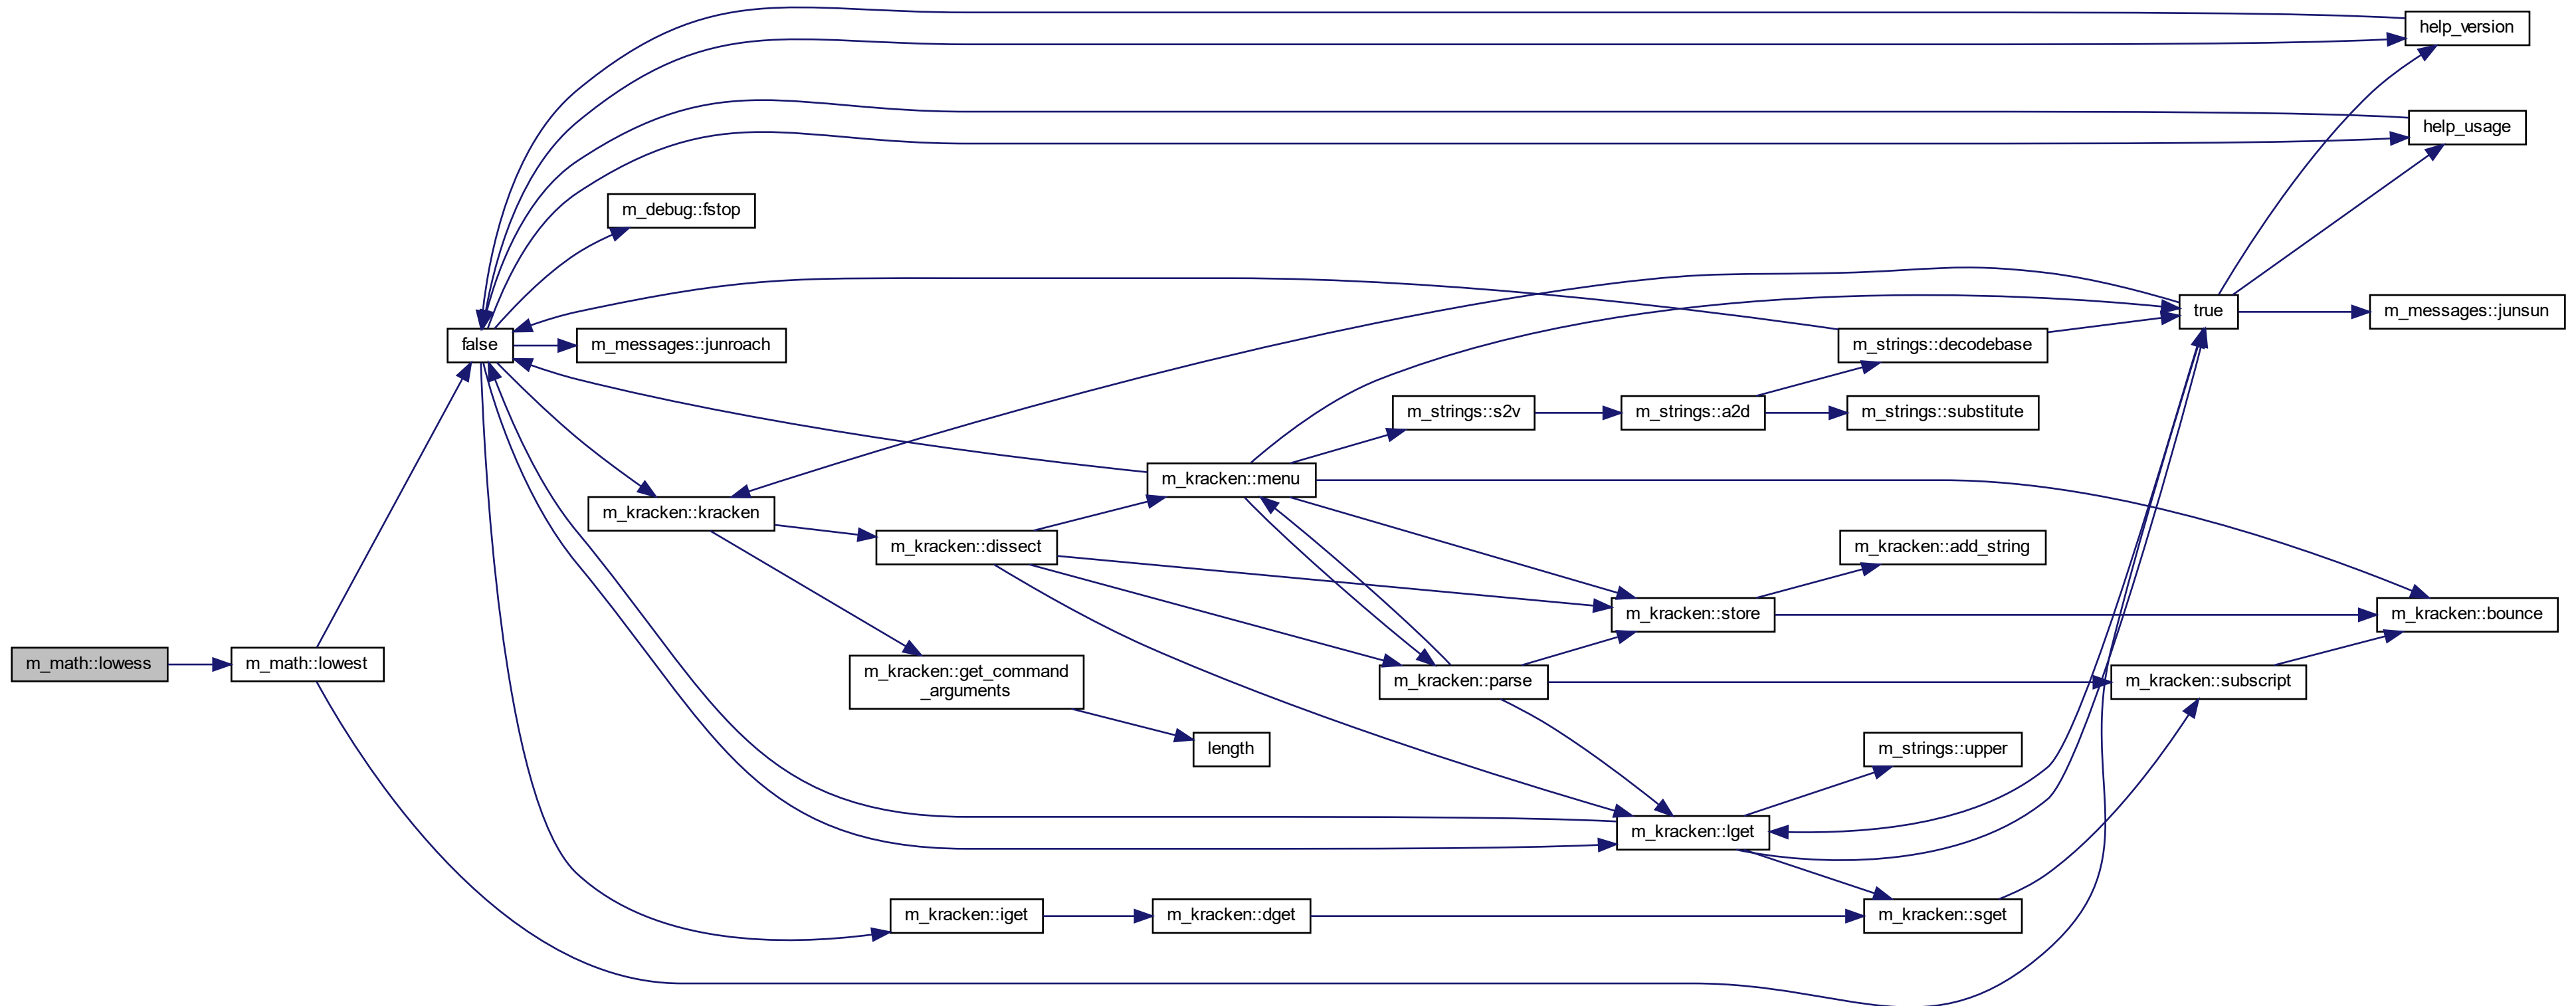 help_version
help_usage
m_debug::fstop
true
m_messages::junsun
false
m_messages::junroach
m_strings::decodebase
m_strings::s2v
m_strings::a2d
m_strings::substitute
m_kracken::menu
m_kracken::kracken
m_kracken::dissect
m_kracken::add_string
m_kracken::store
m_kracken::bounce
m_math::lowess
m_math::lowest
m_kracken::get_command
_arguments
m_kracken::parse
m_kracken::subscript
length
m_strings::upper
m_kracken::lget
m_kracken::iget
m_kracken::dget
m_kracken::sget